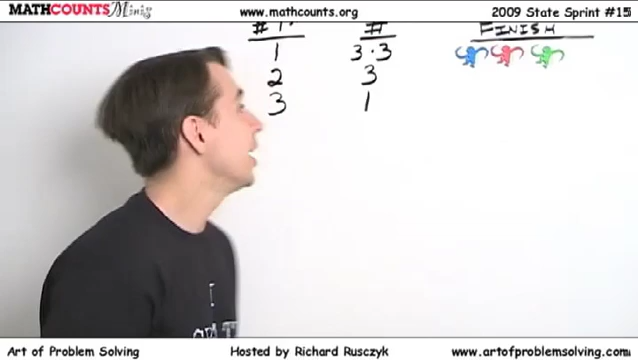 MATHCOUNTS Minis www.mathcounts.org 2009 State Sprint #15
# # FINISH
1 3·3
2 3
3 1
I
Art of Problem Solving Hosted by Richard Rusczyk www.artofproblemsolving.com